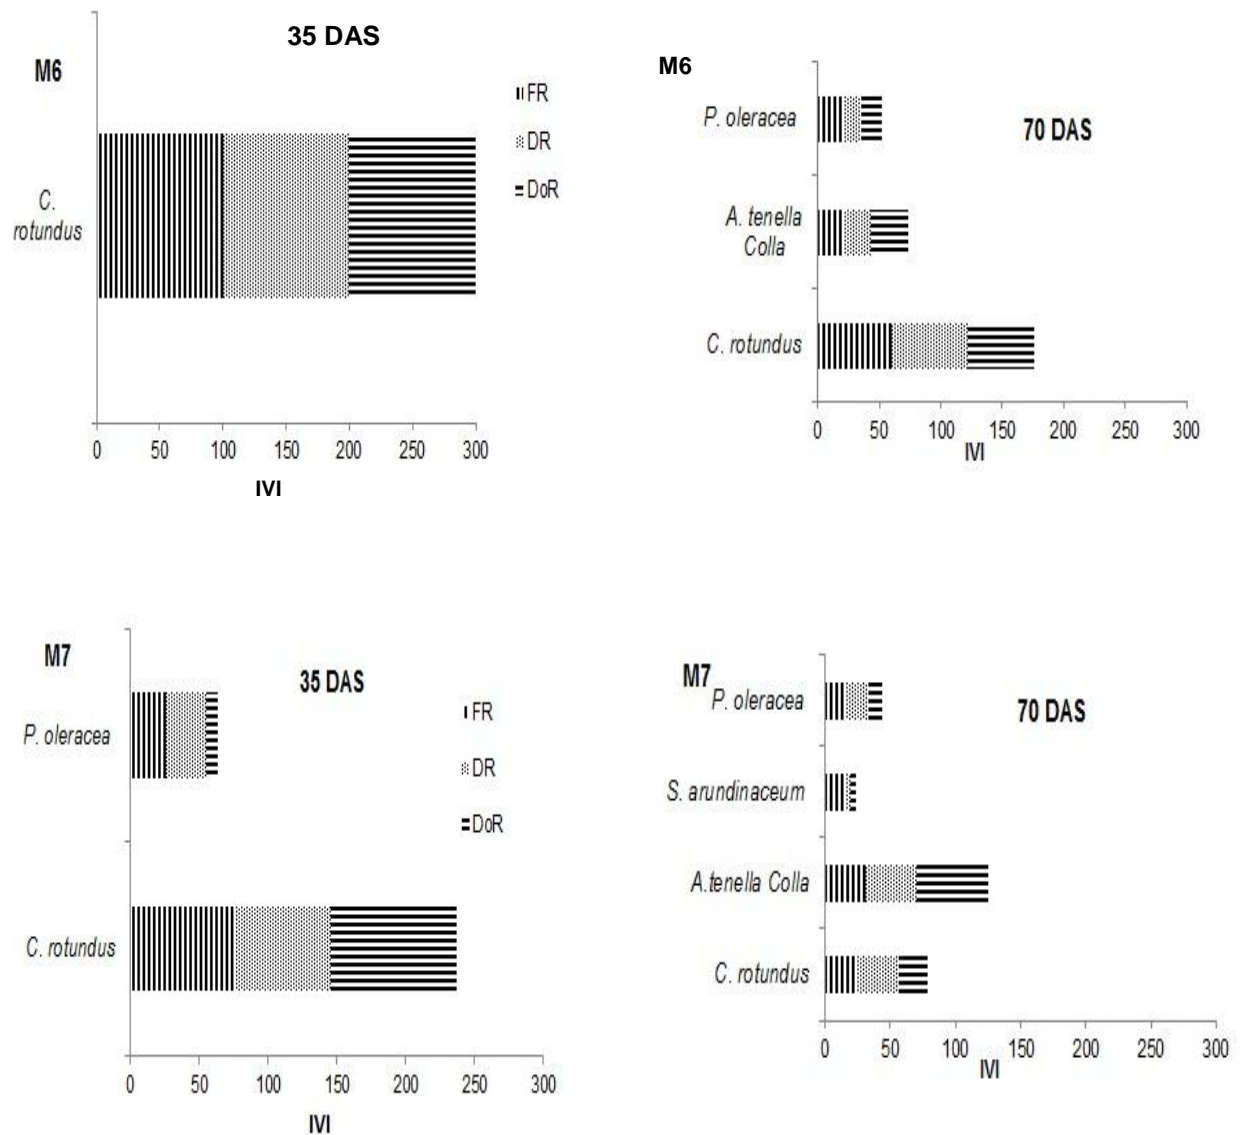 35 DAS
M6
FR
DR
DoR
C.
rotundus
0 50 100 150 200 250 300
IVI
M6
70 DAS
P. oleracea
A. tenella
Colla
C. rotundus
0 50 100 150 200 250 300
IVI
M7
35 DAS
FR
DR
DoR
P. oleracea
C. rotundus
0 50 100 150 200 250 300
IVI
M7
70 DAS
P. oleracea
S. arundinaceum
A.tenella Colla
C. rotundus
0 50 100 150 200 250 300
IVI